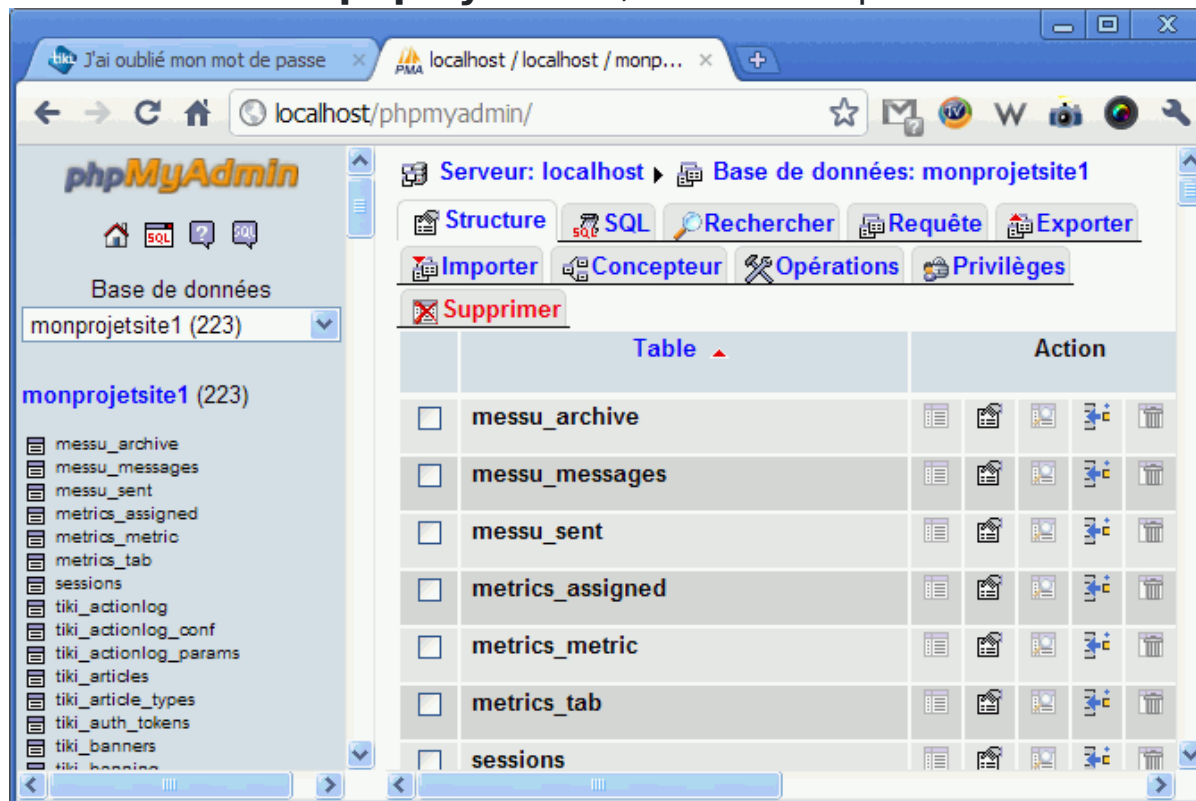 J'ai oublié mon mot de passe
localhost / localhost / monp...
localhost/phpmyadmin/
phpMyAdmin
Base de données
monprojetsite1 (223)
monprojetsite1 (223)
messu_archive
messu_messages
messu_sent
metrics_assigned
metrics_metric
metrics_tab
sessions
tiki_actionlog
tiki_actionlog_conf
tiki_actionlog_params
tiki_articles
tiki_article_types
tiki_auth_tokens
tiki_banners
Serveur: localhost Base de données: monprojetsite1
Structure SQL Rechercher Requête Exporter
Importer Concepteur Opérations Privilèges
Supprimer
Table Action
messu_archive
messu_messages
messu_sent
metrics_assigned
metrics_metric
metrics_tab
sessions